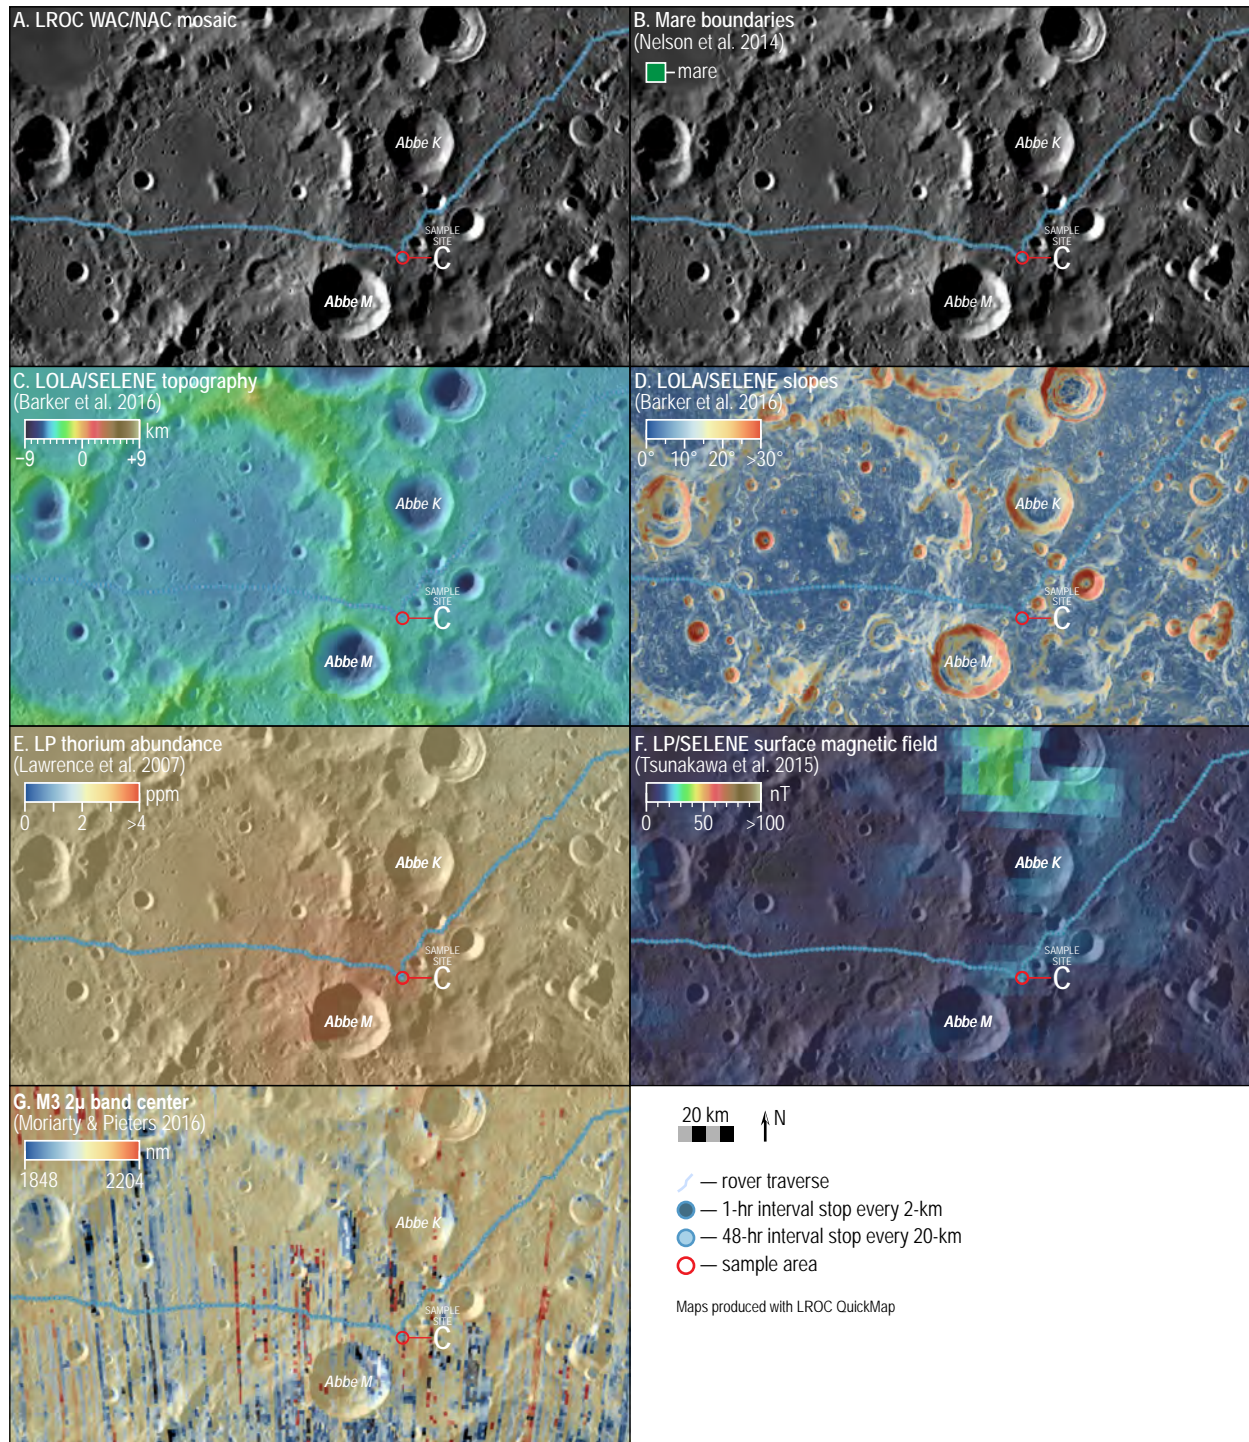 A. LROC WAC/NAC mosaic
Abbe K
SAMPLE
SITE
C
Abbe M
B. Mare boundaries
(Nelson et al. 2014)
mare
Abbe K
SAMPLE
SITE
C
Abbe M
C. LOLA/SELENE topography
(Barker et al. 2016)
km
−9 0 +9
Abbe K
SAMPLE
SITE
C
Abbe M
D. LOLA/SELENE slopes
(Barker et al. 2016)
0° 10° 20° >30°
Abbe K
SAMPLE
SITE
C
Abbe M
E. LP thorium abundance
(Lawrence et al. 2007)
ppm
0 2 >4
Abbe K
SAMPLE
SITE
C
Abbe M
F. LP/SELENE surface magnetic field
(Tsunakawa et al. 2015)
nT
0 50 >100
Abbe K
SAMPLE
SITE
C
Abbe M
G. M3 2μ band center
(Moriarty & Pieters 2016)
nm
1848 2204
Abbe K
SAMPLE
SITE
C
Abbe M
20 km
N
— rover traverse
— 1-hr interval stop every 2-km
— 48-hr interval stop every 20-km
— sample area
Maps produced with LROC QuickMap